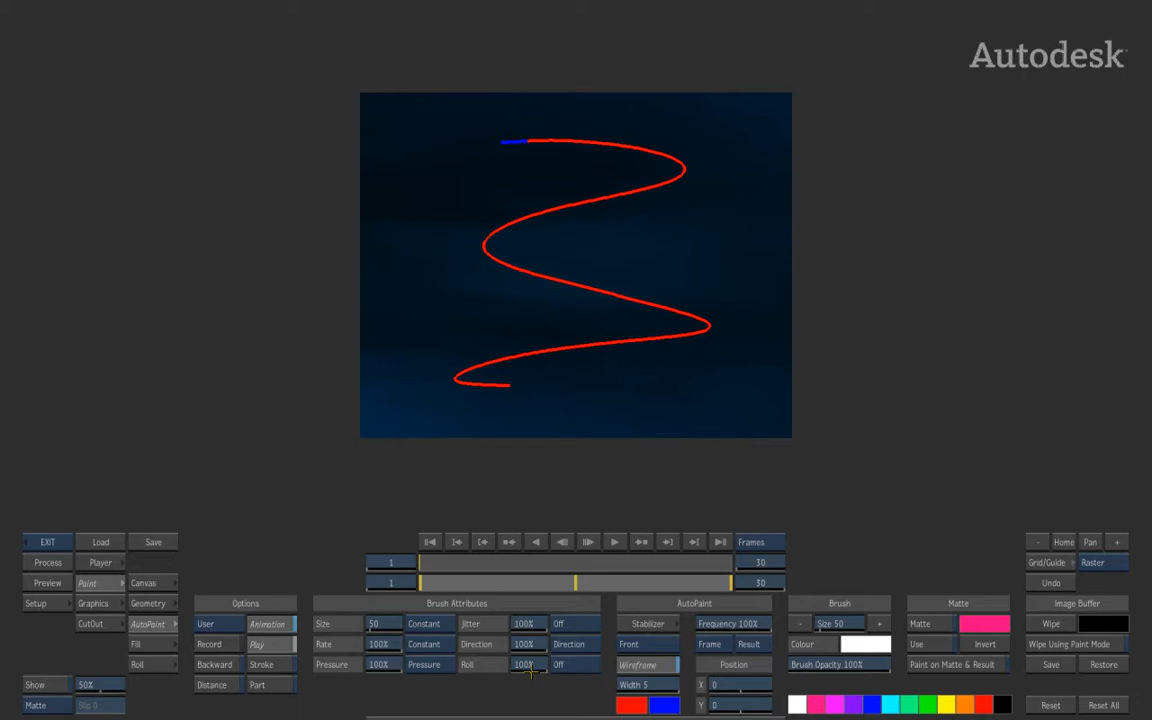 Autodesk
EXIT Load Save Frames - Home Pan +
Process Player 1 30 Grid/Guide Raster
Preview Paint Canvas 1 30 Undo
Setup Graphics Geometry Options Brush Attributes AutoPaint Brush Matte Image Buffer
CutOut AutoPaint User Animation Size 50 Constant Jitter 100% Off Stabilizer Frequency 100% - Size 50 + Matte Wipe
Fill Record Play Rate 100% Constant Direction 100% Direction Front Frame Result Colour Use Invert Wipe Using Paint Mode
Roll Backward Stroke Pressure 100% Pressure Roll 100% Off Wireframe Position Brush Opacity 100% Paint on Matte & Result Save Restore
Show 50% Distance Part Width 5 X 0
Matte Slip 0 Y 0 Reset Reset All